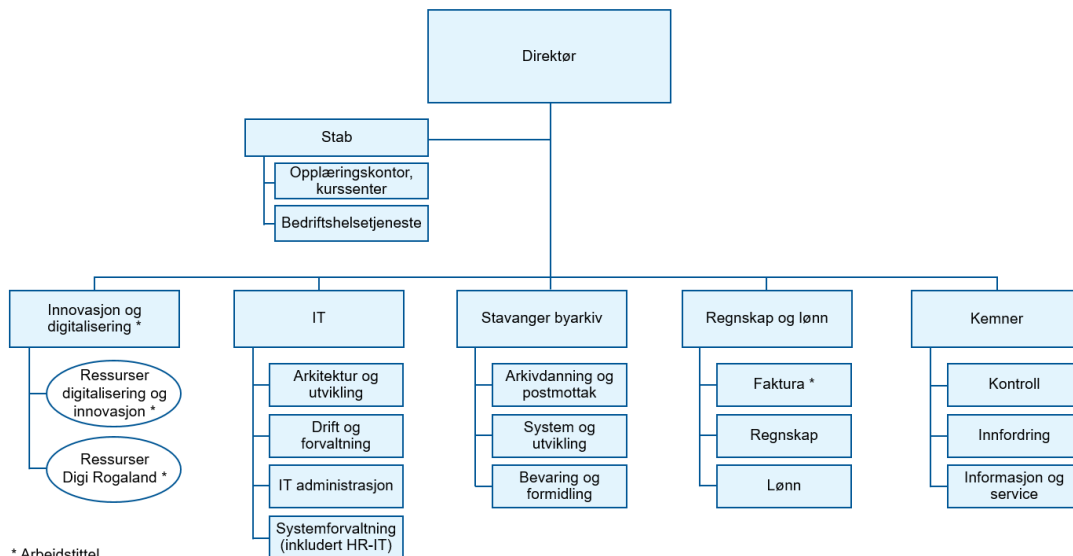 Direktør
Stab
Opplæringskontor,
kurssenter
Bedriftshelsetjeneste
Innovasjon og
digitalisering *
Ressurser
digitalisering og
innovasjon *
Ressurser
Digi Rogaland *
IT
Arkitektur og
utvikling
Drift og
forvaltning
IT administrasjon
Systemforvaltning
(inkludert HR-IT)
Stavanger byarkiv
Arkivdanning og
postmottak
System og
utvikling
Bevaring og
formidling
Regnskap og lønn
Faktura *
Regnskap
Lønn
Kemner
Kontroll
Innfordring
Informasjon og
service
* Arbeidstittel